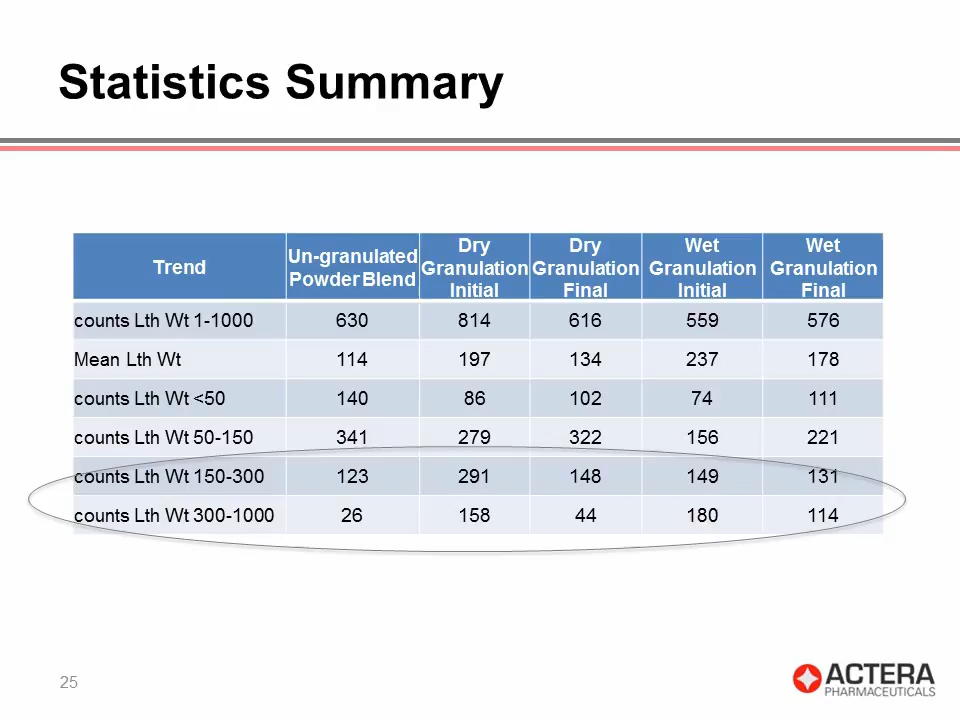 Statistics Summary
Trend | Un-granulated Powder Blend | Dry Granulation Initial | Dry Granulation Final | Wet Granulation Initial | Wet Granulation Final
counts Lth Wt 1-1000 | 630 | 814 | 616 | 559 | 576
Mean Lth Wt | 114 | 197 | 134 | 237 | 178
counts Lth Wt <50 | 140 | 86 | 102 | 74 | 111
counts Lth Wt 50-150 | 341 | 279 | 322 | 156 | 221
counts Lth Wt 150-300 | 123 | 291 | 148 | 149 | 131
counts Lth Wt 300-1000 | 26 | 158 | 44 | 180 | 114
25
ACTERA
PHARMACEUTICALS